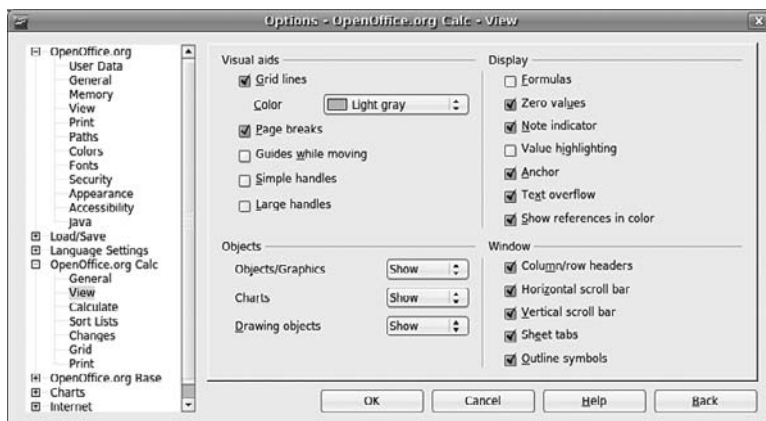 Options - OpenOffice.org Calc - View
OpenOffice.org
User Data
General
Memory
View
Print
Paths
Colors
Fonts
Security
Appearance
Accessibility
Java
Load/Save
Language Settings
OpenOffice.org Calc
General
View
Calculate
Sort Lists
Changes
Grid
Print
OpenOffice.org Base
Charts
Internet
Visual aids
Grid lines
Color Light gray
Page breaks
Guides while moving
Simple handles
Large handles
Display
Formulas
Zero values
Note indicator
Value highlighting
Anchor
Text overflow
Show references in color
Objects
Objects/Graphics Show
Charts Show
Drawing objects Show
Window
Column/row headers
Horizontal scroll bar
Vertical scroll bar
Sheet tabs
Outline symbols
OK Cancel Help Back